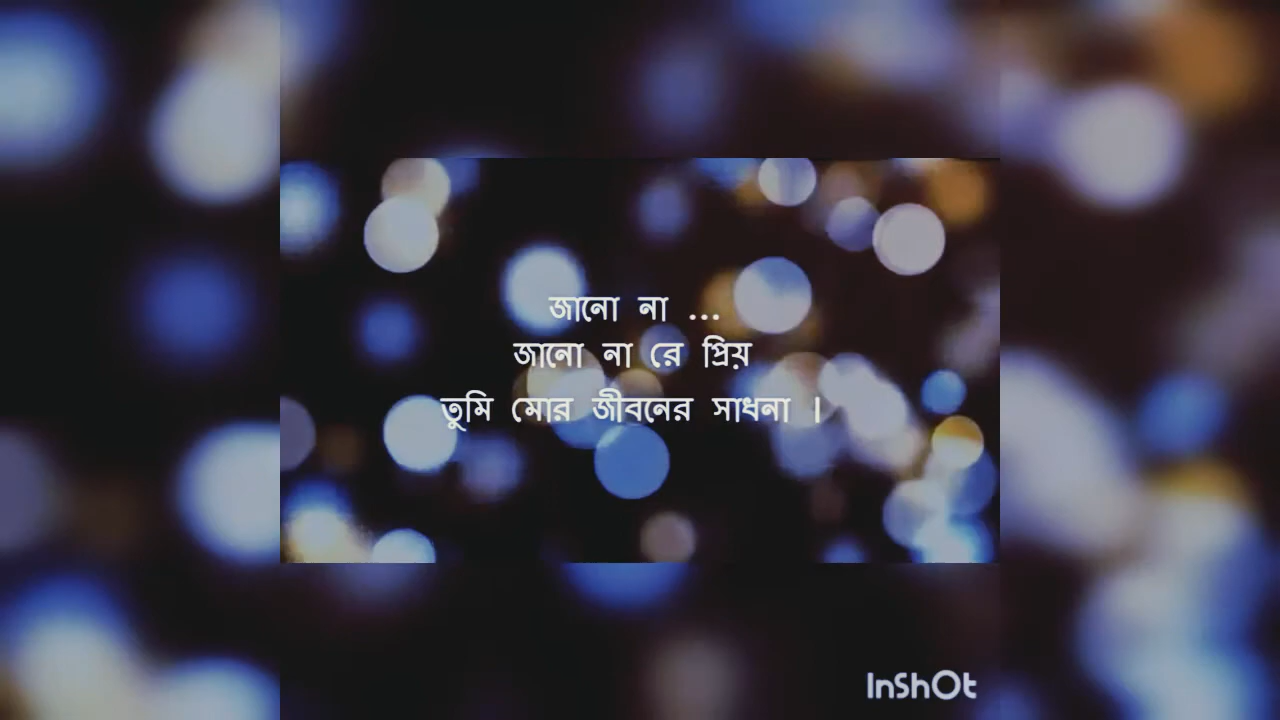 জানো না ...
জানো না রে প্রিয়
তুমি মোর জীবনের সাধনা ।
InShOt